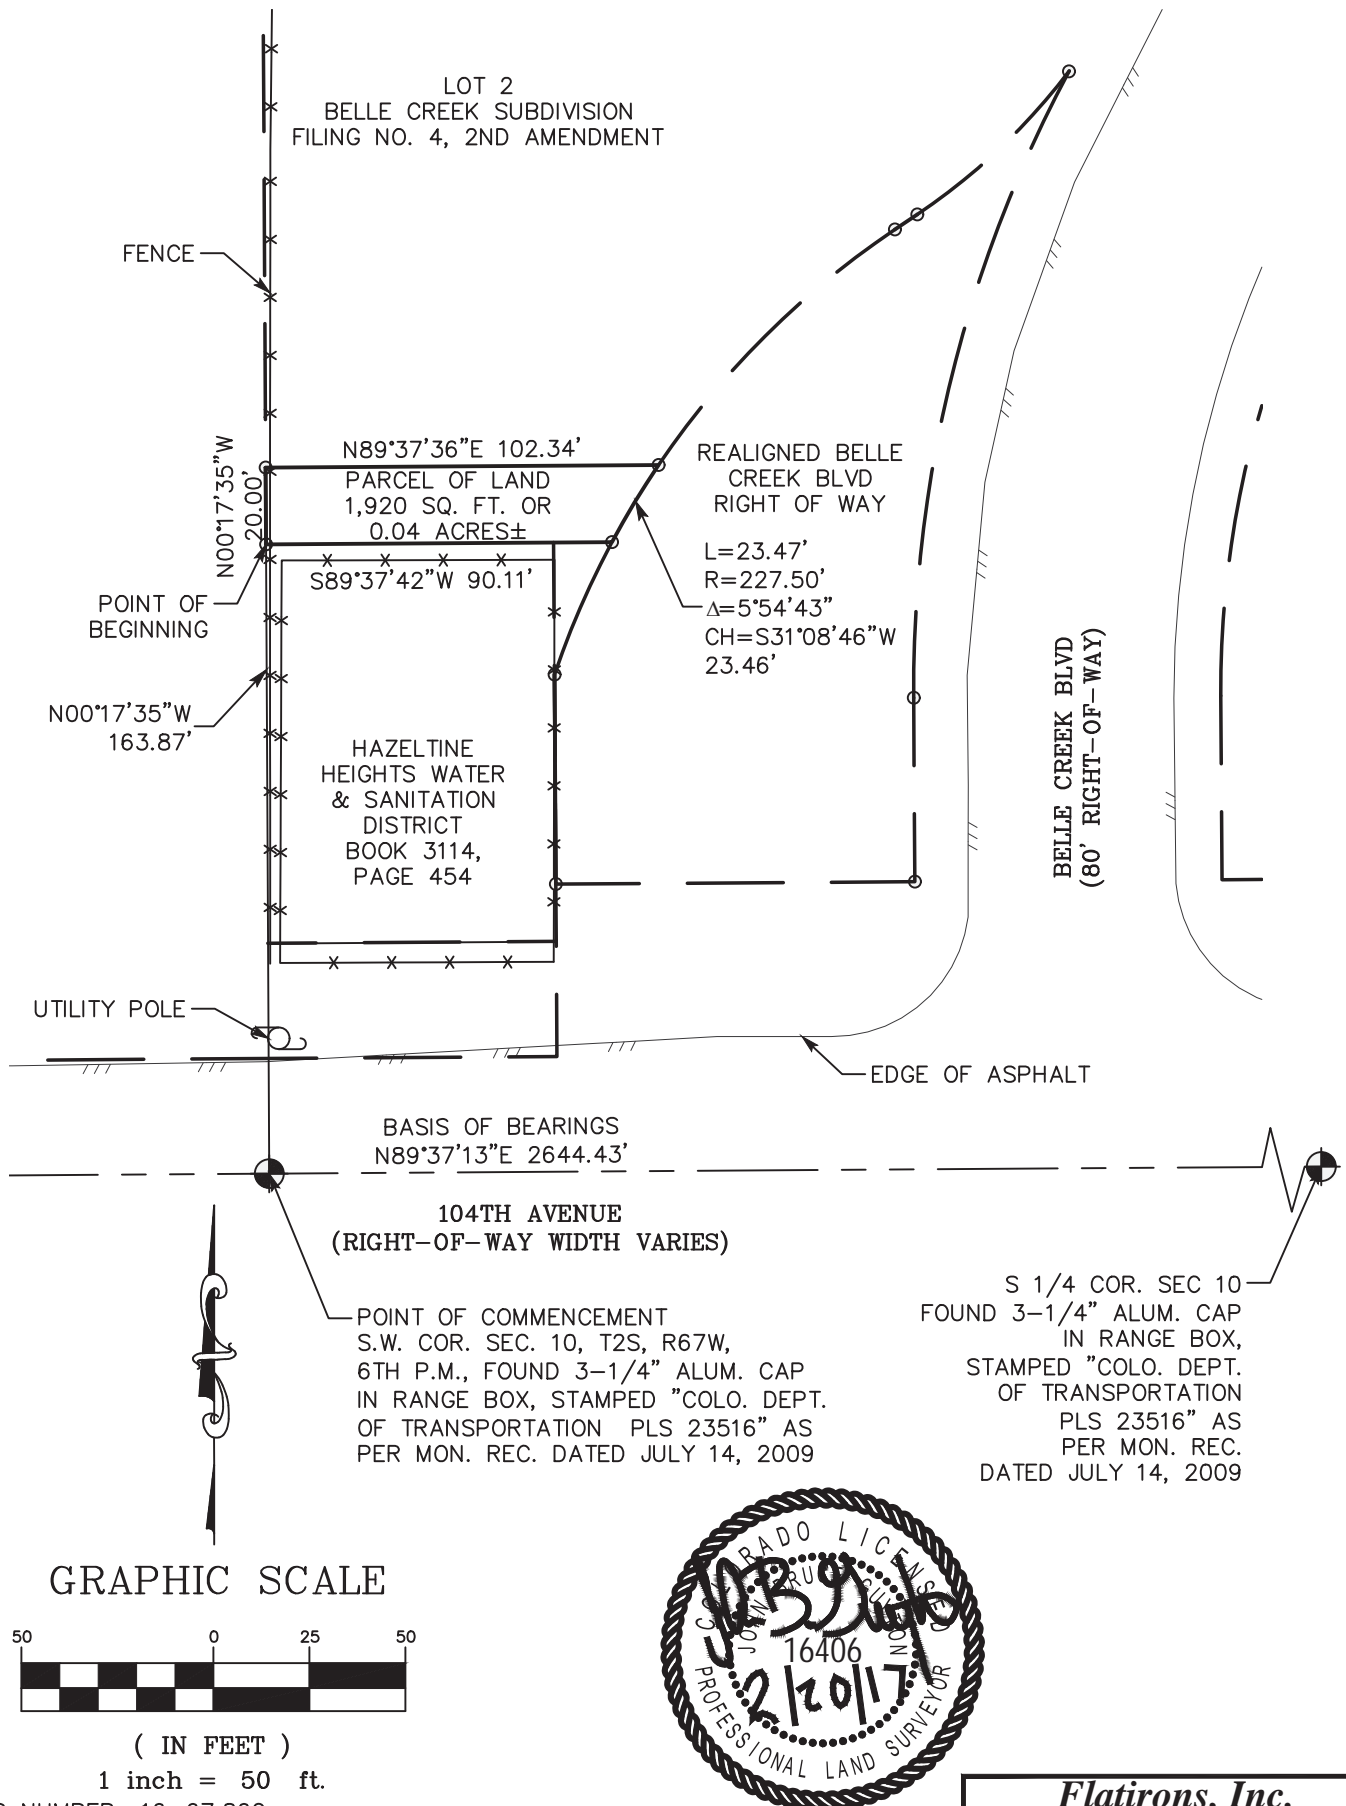 LOT 2
BELLE CREEK SUBDIVISION
FILING NO. 4, 2ND AMENDMENT
FENCE
N00°17'35"W
20.00'
N89°37'36"E 102.34'
PARCEL OF LAND
1,920 SQ. FT. OR
0.04 ACRES±
S89°37'42"W 90.11'
REALIGNED BELLE
CREEK BLVD
RIGHT OF WAY
L=23.47'
R=227.50'
Δ=5°54'43"
CH=S31°08'46"W
23.46'
POINT OF
BEGINNING
N00°17'35"W
163.87'
HAZELTINE
HEIGHTS WATER
& SANITATION
DISTRICT
BOOK 3114,
PAGE 454
BELLE CREEK BLVD
(80' RIGHT-OF-WAY)
UTILITY POLE
EDGE OF ASPHALT
BASIS OF BEARINGS
N89°37'13"E 2644.43'
104TH AVENUE
(RIGHT-OF-WAY WIDTH VARIES)
POINT OF COMMENCEMENT
S.W. COR. SEC. 10, T2S, R67W,
6TH P.M., FOUND 3-1/4" ALUM. CAP
IN RANGE BOX, STAMPED "COLO. DEPT.
OF TRANSPORTATION PLS 23516" AS
PER MON. REC. DATED JULY 14, 2009
S 1/4 COR. SEC 10
FOUND 3-1/4" ALUM. CAP
IN RANGE BOX,
STAMPED "COLO. DEPT.
OF TRANSPORTATION
PLS 23516" AS
PER MON. REC.
DATED JULY 14, 2009
GRAPHIC SCALE
50 0 25 50
( IN FEET )
1 inch = 50 ft.
COLORADO LICENSED
16406
2/20/17
PROFESSIONAL LAND SURVEYOR
Flatirons, Inc.